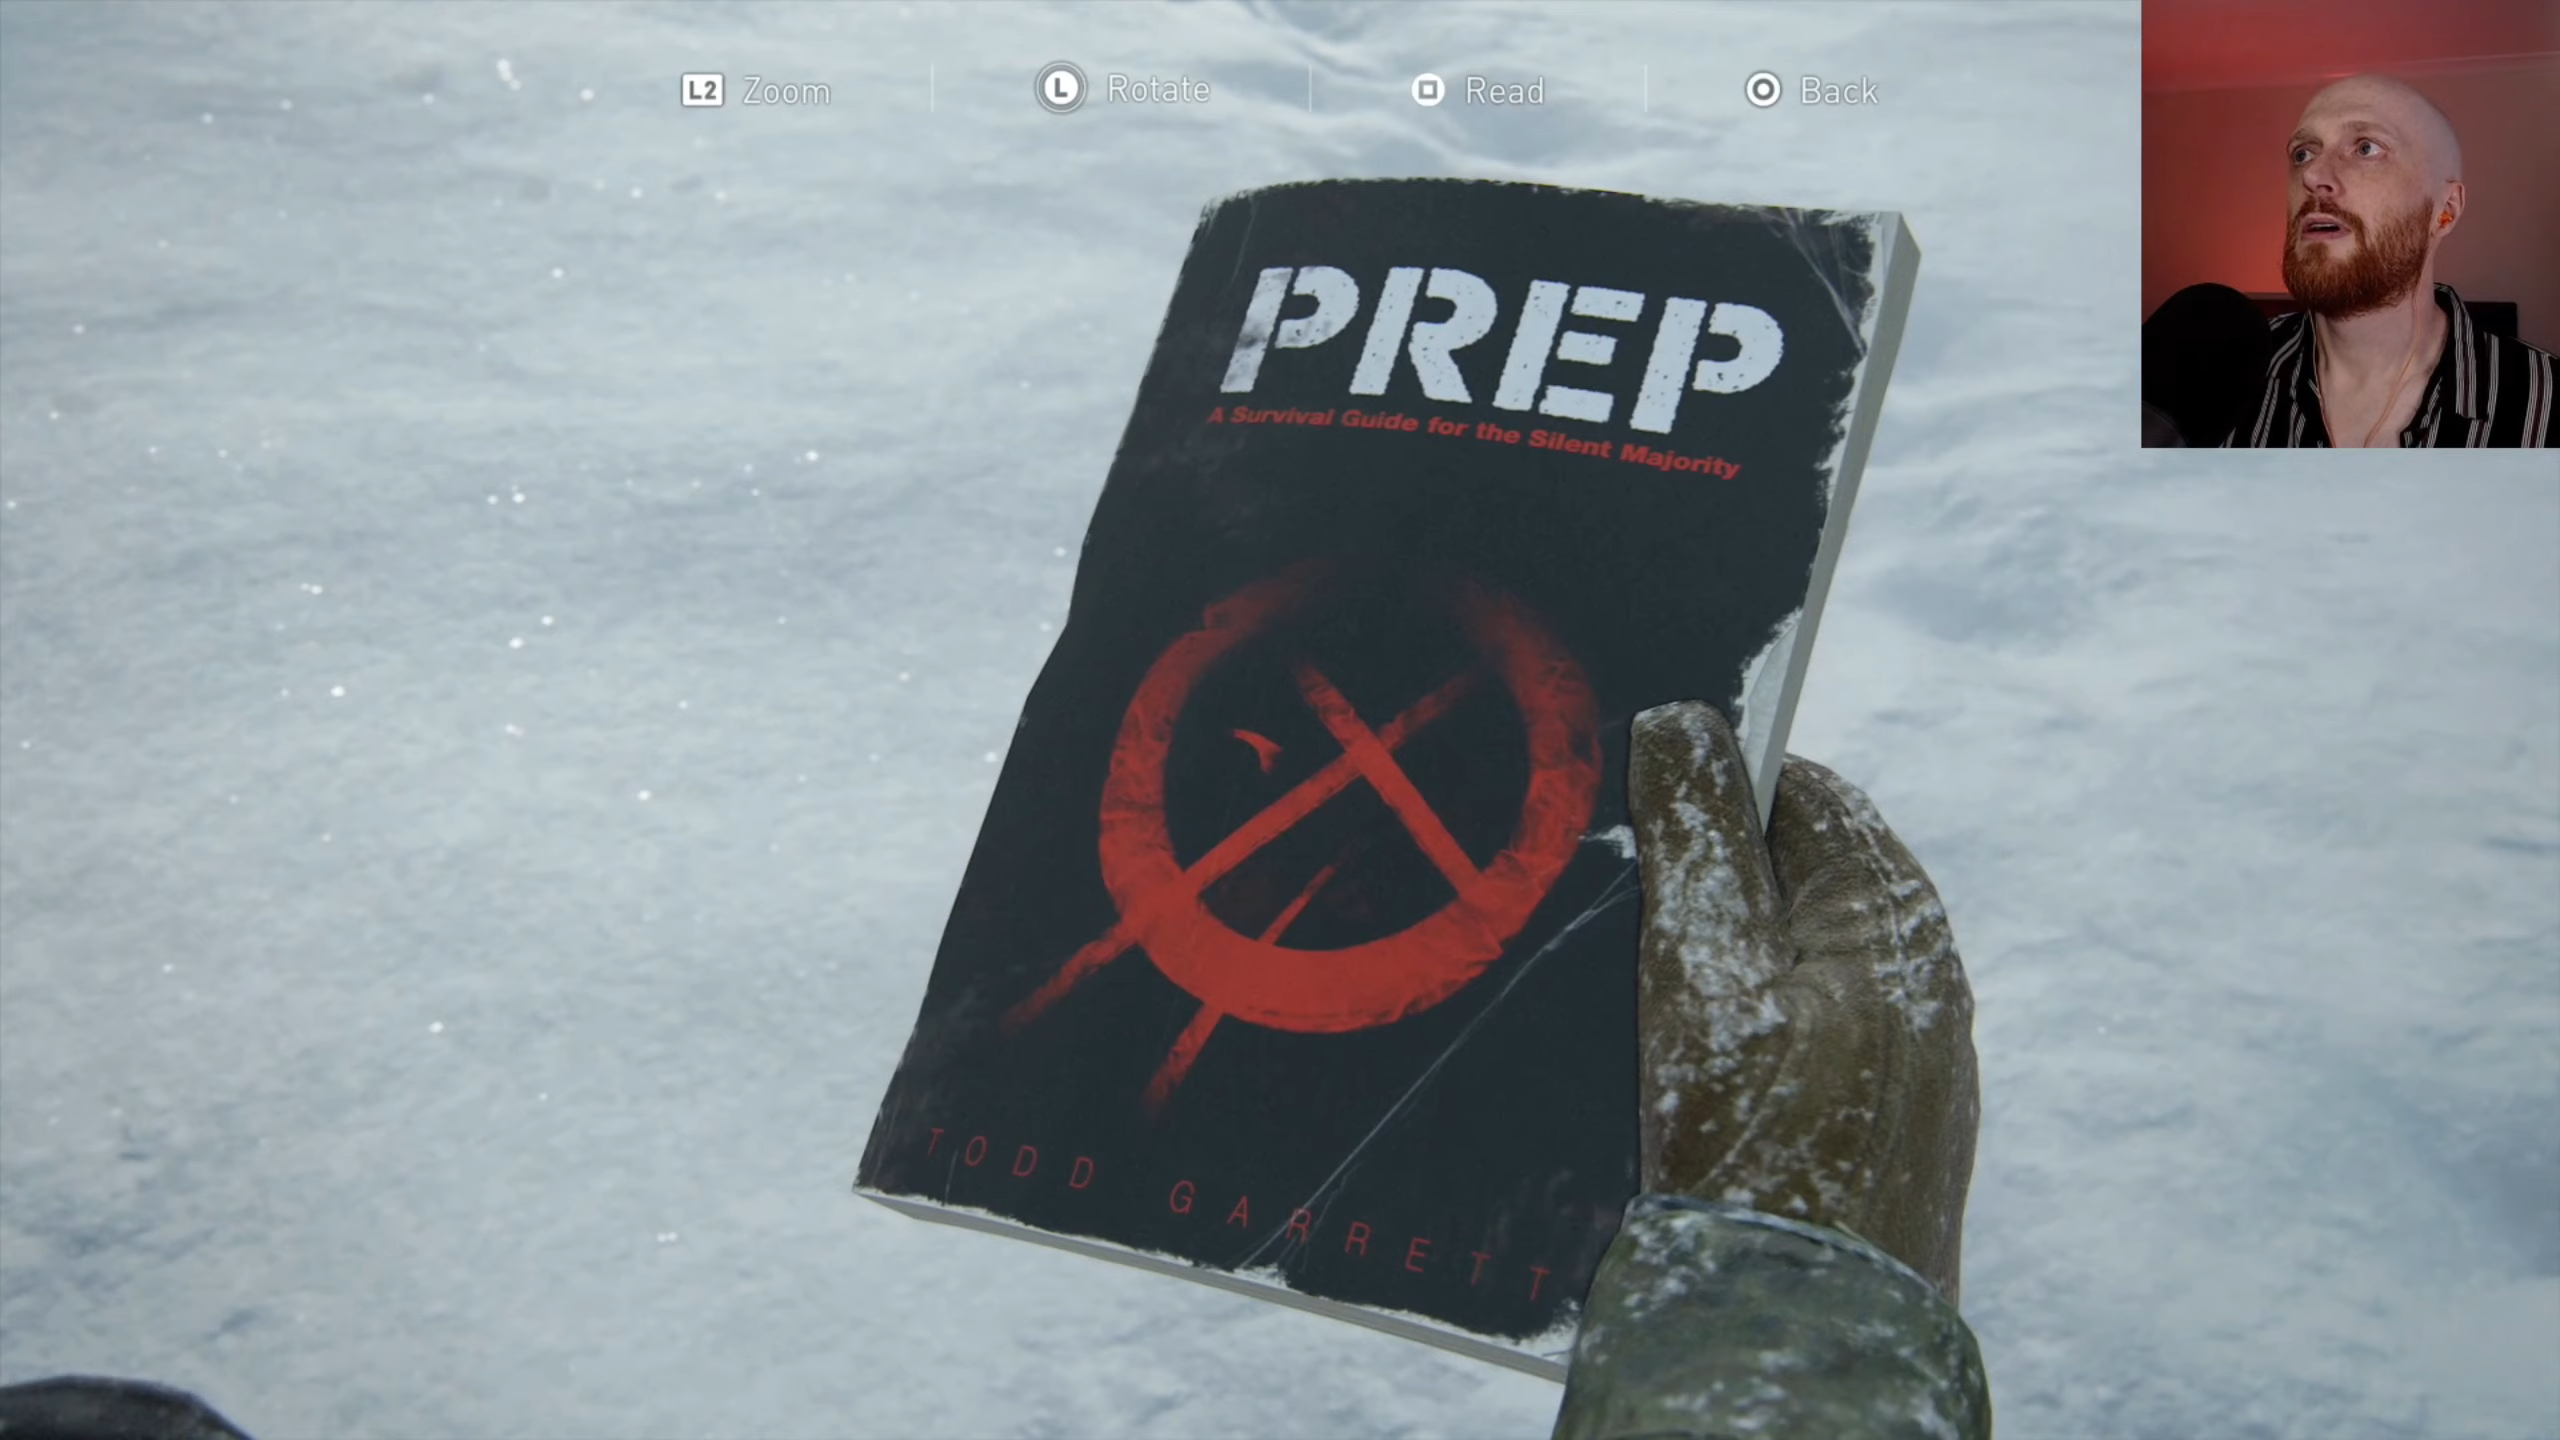 L2 Zoom
L Rotate
Read
Back
PREP
A Survival Guide for the Silent Majority
TODD GARRETT